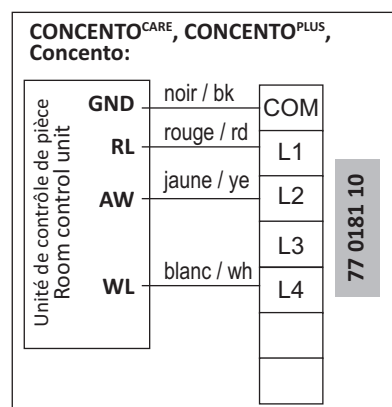 CONCENTOCARE, CONCENTOPLUS,
Concento:
Unité de contrôle de pièce
Room control unit
GND noir / bk COM
RL rouge / rd L1
AW jaune / ye L2
L3
WL blanc / wh L4
77 0181 10